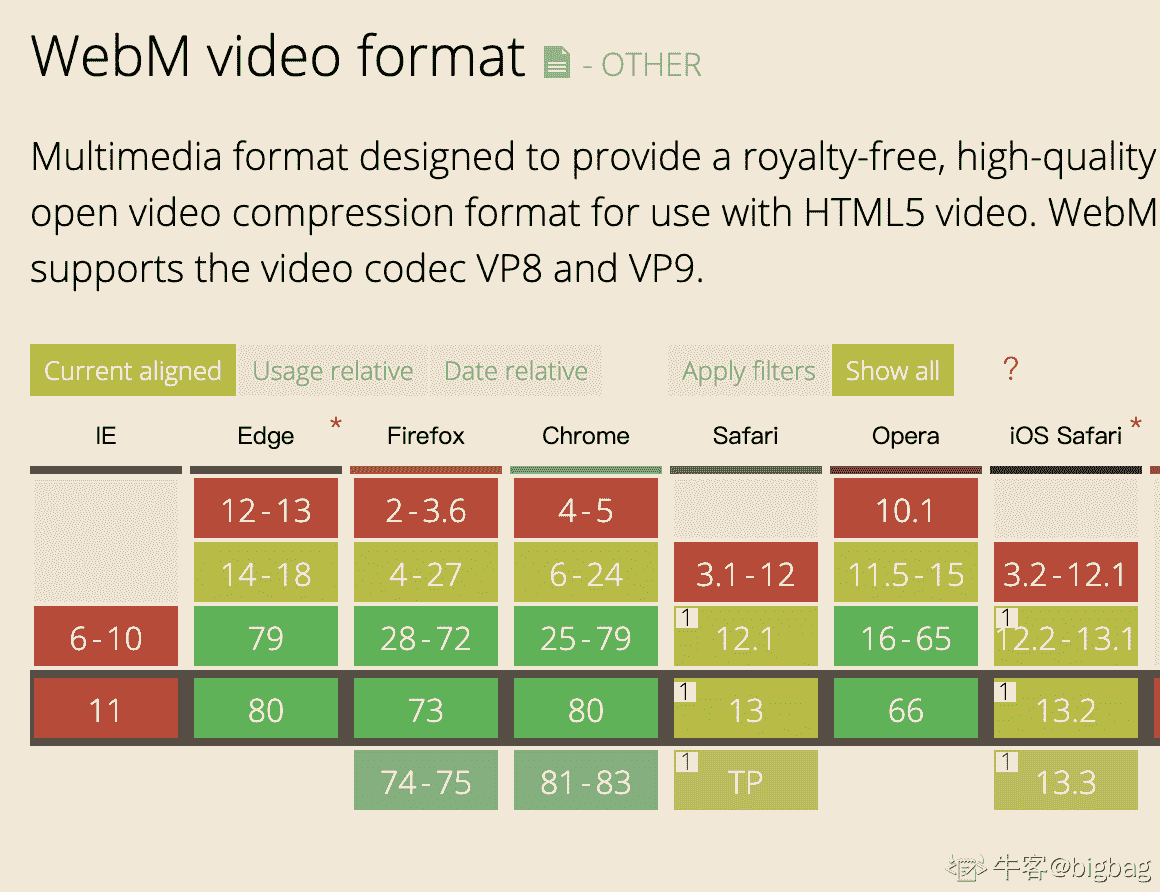 WebM video format - OTHER
Multimedia format designed to provide a royalty-free, high-quality
open video compression format for use with HTML5 video. WebM
supports the video codec VP8 and VP9.
Current aligned Usage relative Date relative Apply filters Show all ?
IE Edge * Firefox Chrome Safari Opera iOS Safari *
12-13 2-3.6 4-5 10.1
14-18 4-27 6-24 3.1-12 11.5-15 3.2-12.1
6-10 79 28-72 25-79 1 12.1 16-65 1 12.2-13.1
11 80 73 80 1 13 66 1 13.2
74-75 81-83 1 TP 1 13.3
牛客@bigbag